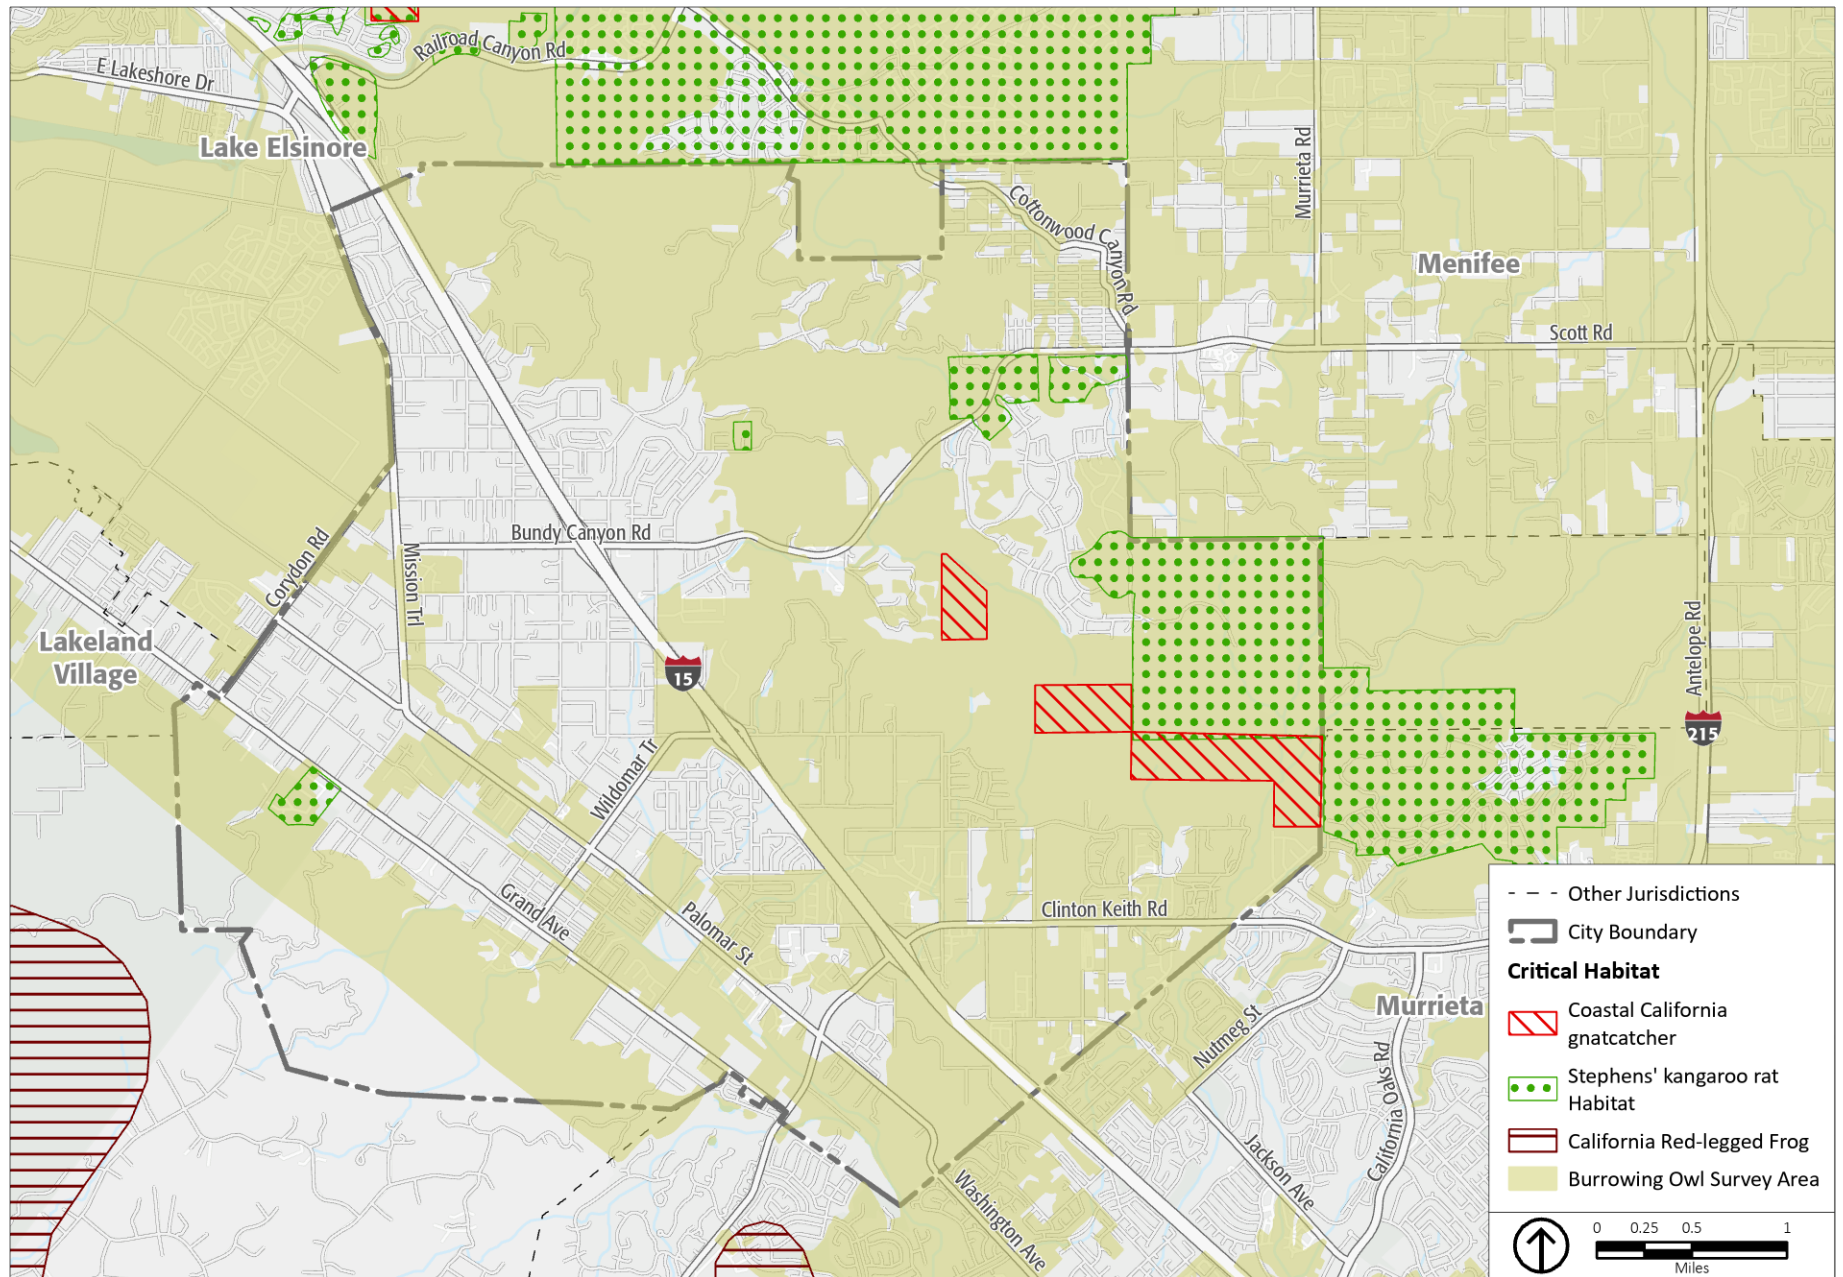 Railroad Canyon Rd
E Lakeshore Dr
Lake Elsinore
Murrieta Rd
Cottonwood Canyon Rd
Menifee
Scott Rd
Bundy Canyon Rd
Corydon Rd
Mission Trl
Lakeland
Village
15
Antelope Rd
215
Wildomar Tr
Grand Ave
Palomar St
Clinton Keith Rd
Murrieta
Nutmeg St
California Oaks Rd
Jackson Ave
Washington Ave
Other Jurisdictions
City Boundary
Critical Habitat
Coastal California
gnatcatcher
Stephens' kangaroo rat
Habitat
California Red-legged Frog
Burrowing Owl Survey Area
0 0.25 0.5 1
Miles